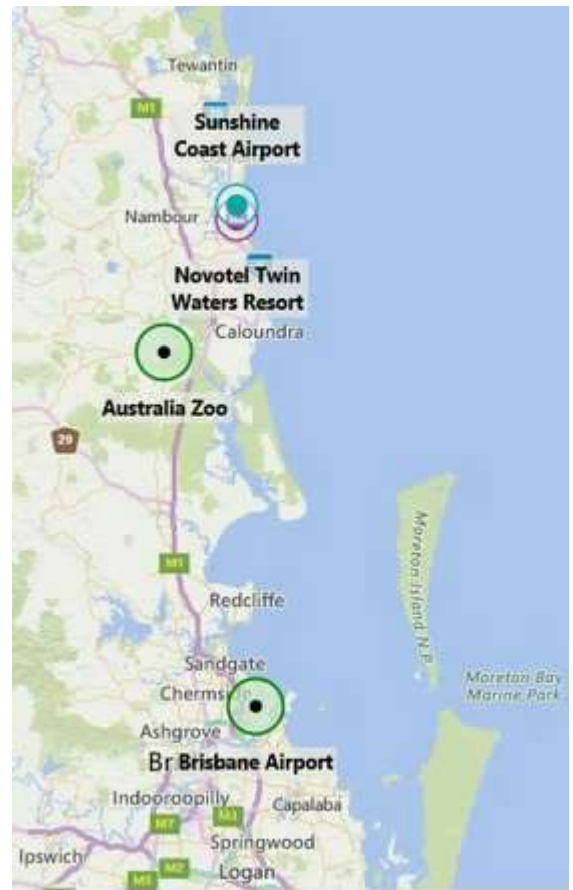 Tewantin
M1
Sunshine
Coast Airport
Nambour
Novotel Twin
Waters Resort
Caloundra
Australia Zoo
29
M1
Moreton Island N.P.
Redcliffe
Sandgate
Moreton Bay
Marine Park
Chermside
Ashgrove
Br Brisbane Airport
Indooroopilly
Capalaba
M7
M3
Springwood
Ipswich
M2
Logan